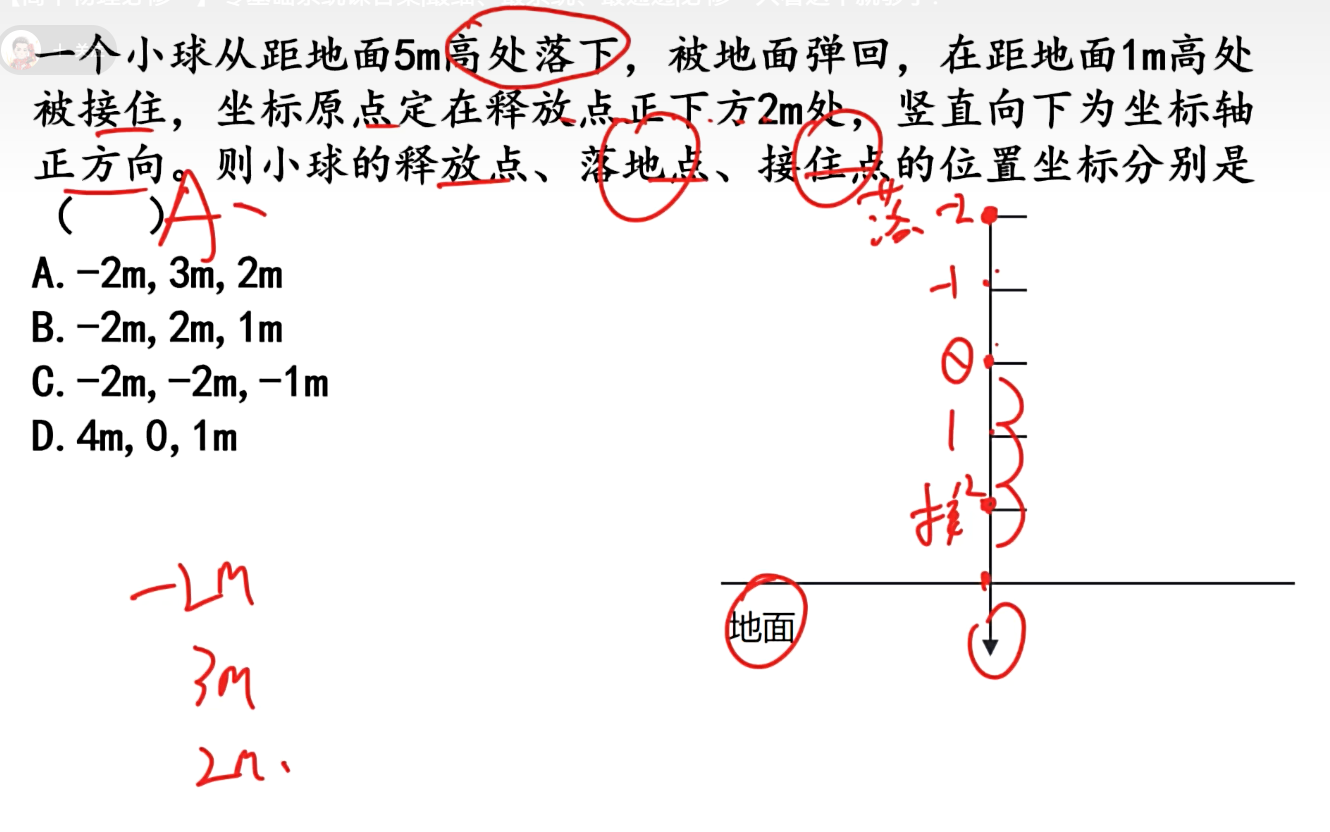 一个小球从距地面5m高处落下，被地面弹回，在距地面1m高处
被接住，坐标原点定在释放点正下方2m处，竖直向下为坐标轴
正方向。则小球的释放点、落地点、接住点的位置坐标分别是
（　　）A
A. -2m, 3m, 2m
B. -2m, 2m, 1m
C. -2m, -2m, -1m
D. 4m, 0, 1m
落 -2
-1
0
1
接 2
地面
-2m
3m
2m